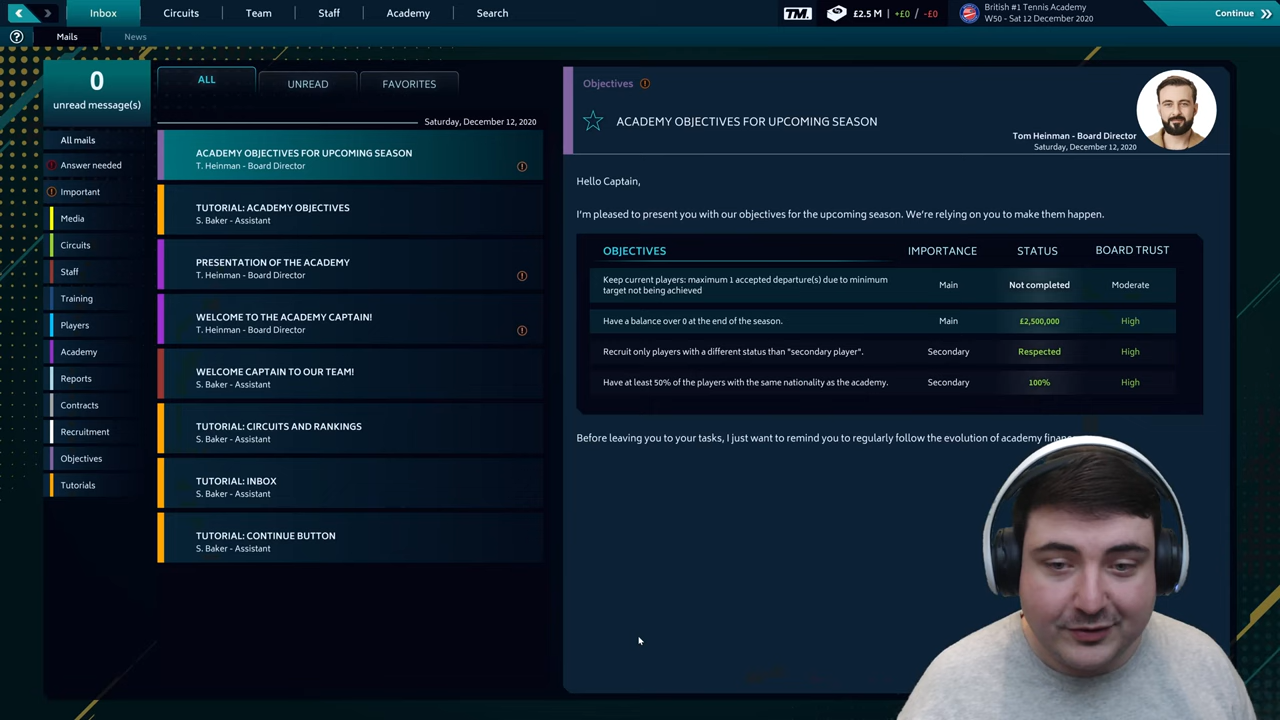 Inbox
Circuits
Team
Staff
Academy
Search
TM.
£2.5 M | +£0 / -£0
British #1 Tennis Academy
W50 - Sat 12 December 2020
Continue
Mails
News
0
unread message(s)
All mails
Answer needed
Important
Media
Circuits
Staff
Training
Players
Academy
Reports
Contracts
Recruitment
Objectives
Tutorials
ALL
UNREAD
FAVORITES
Saturday, December 12, 2020
ACADEMY OBJECTIVES FOR UPCOMING SEASON
T. Heinman - Board Director
TUTORIAL: ACADEMY OBJECTIVES
S. Baker - Assistant
PRESENTATION OF THE ACADEMY
T. Heinman - Board Director
WELCOME TO THE ACADEMY CAPTAIN!
T. Heinman - Board Director
WELCOME CAPTAIN TO OUR TEAM!
S. Baker - Assistant
TUTORIAL: CIRCUITS AND RANKINGS
S. Baker - Assistant
TUTORIAL: INBOX
S. Baker - Assistant
TUTORIAL: CONTINUE BUTTON
S. Baker - Assistant
Objectives
ACADEMY OBJECTIVES FOR UPCOMING SEASON
Tom Heinman - Board Director
Saturday, December 12, 2020
Hello Captain,
I'm pleased to present you with our objectives for the upcoming season. We're relying on you to make them happen.
OBJECTIVES IMPORTANCE STATUS BOARD TRUST
Keep current players: maximum 1 accepted departure(s) due to minimum
target not being achieved
Main Not completed Moderate
Have a balance over 0 at the end of the season. Main £2,500,000 High
Recruit only players with a different status than "secondary player". Secondary Respected High
Have at least 50% of the players with the same nationality as the academy. Secondary 100% High
Before leaving you to your tasks, I just want to remind you to regularly follow the evolution of academy